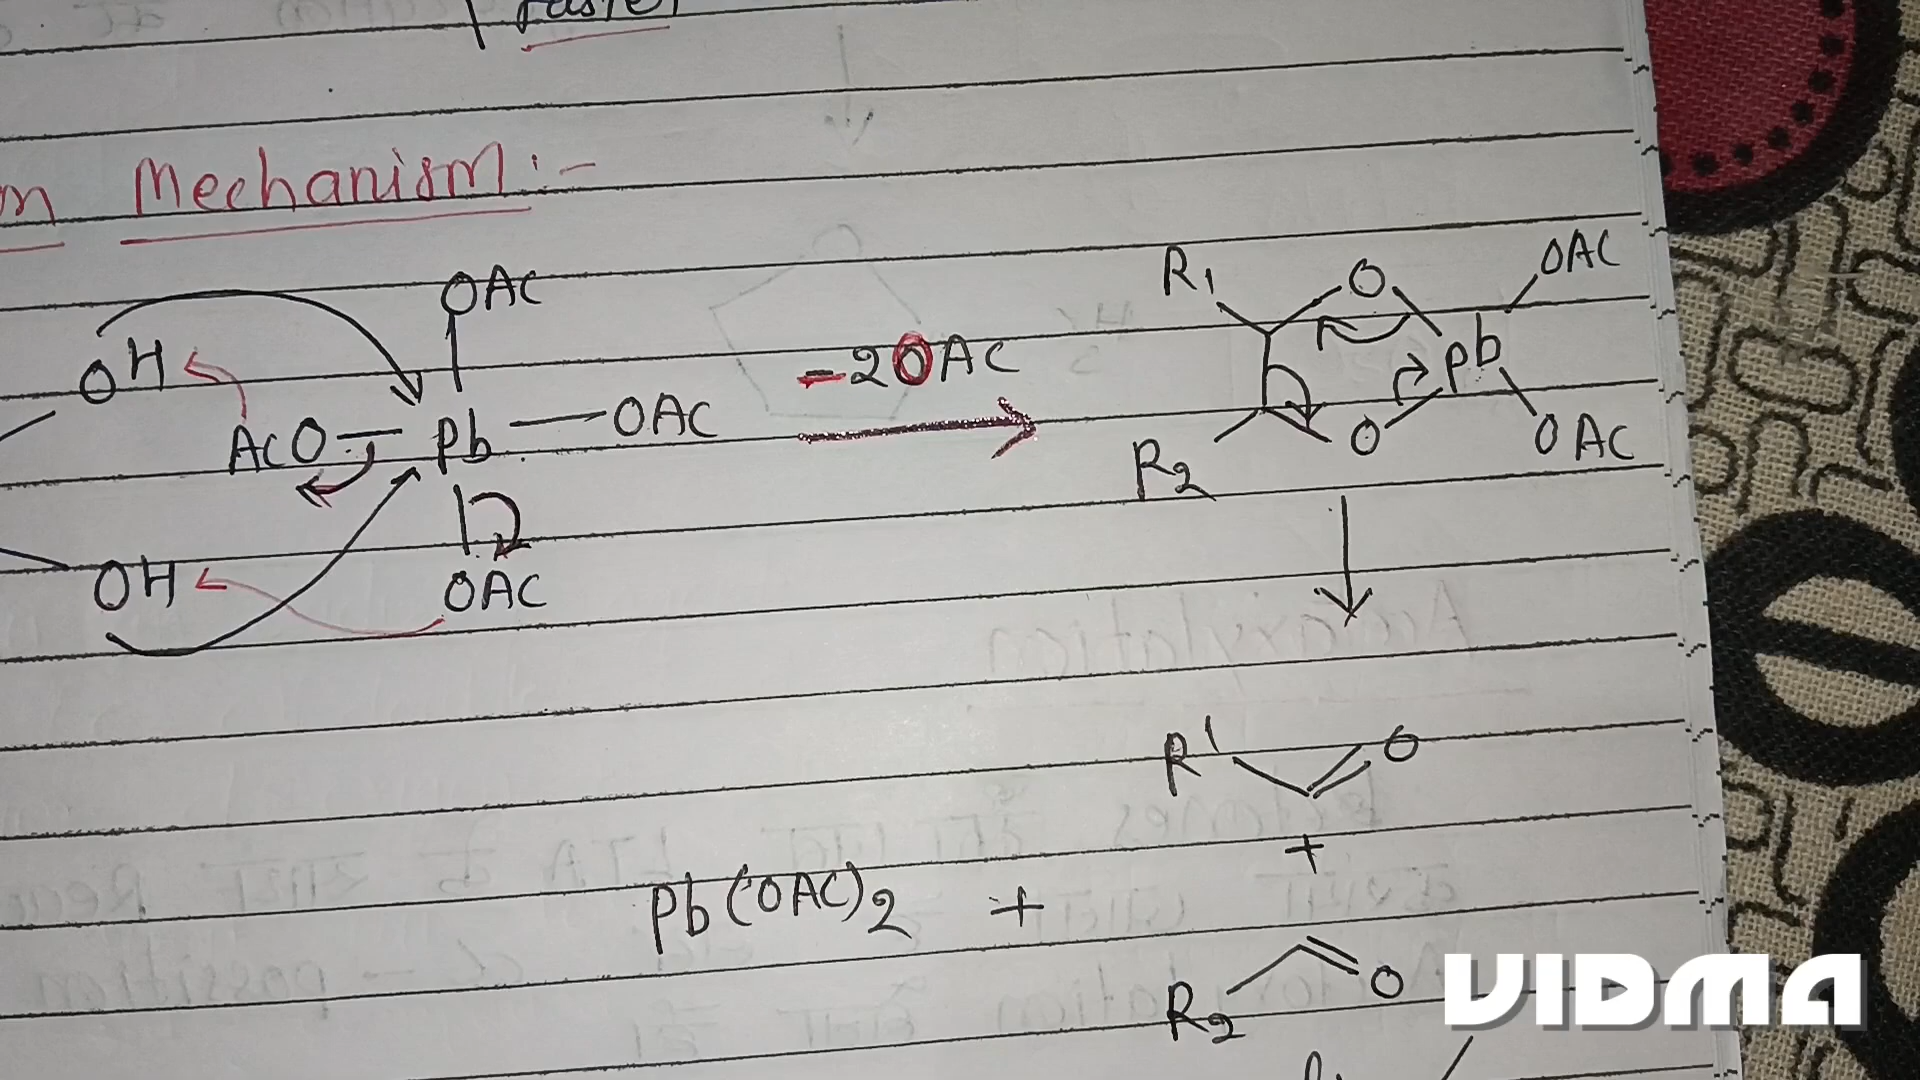 Mechanism :-
OAC
R1 O OAC
OH
-2OAC
Pb
ACO - Pb - OAC
O
OAC
R2
OH
OAC
R1 O
+
Pb(OAC)2 +
R2 O
VIDMA